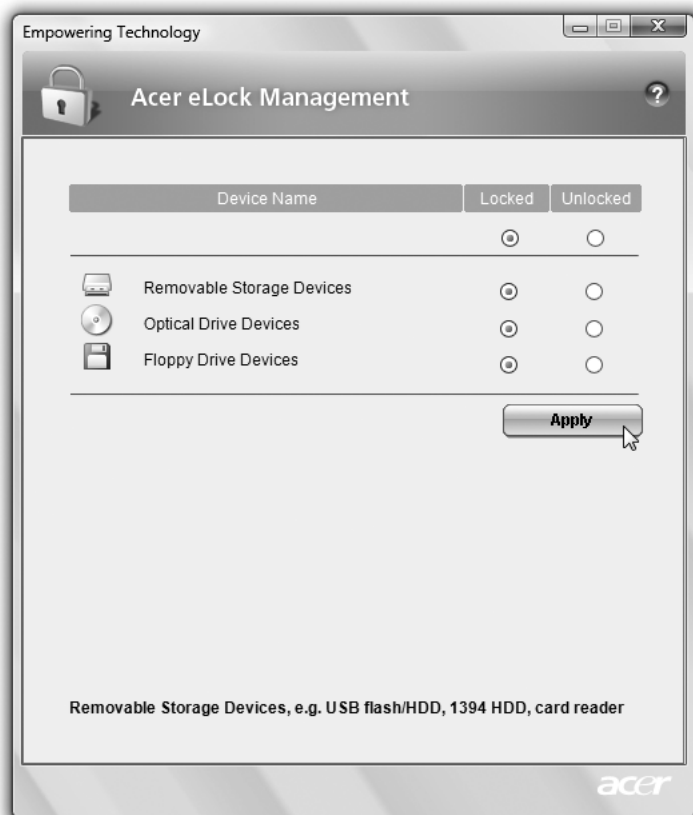 Empowering Technology
Acer eLock Management
?
Device Name Locked Unlocked
Removable Storage Devices
Optical Drive Devices
Floppy Drive Devices
Apply
Removable Storage Devices, e.g. USB flash/HDD, 1394 HDD, card reader
acer